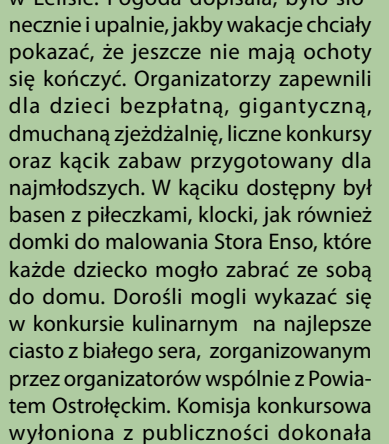 w Lelisie. Pogoda dopisała, było sło-
necznie i upalnie, jakby wakacje chciały
pokazać, że jeszcze nie mają ochoty
się kończyć. Organizatorzy zapewnili
dla dzieci bezpłatną, gigantyczną,
dmuchaną zjeżdżalnię, liczne konkursy
oraz kącik zabaw przygotowany dla
najmłodszych. W kąciku dostępny był
basen z piłeczkami, klocki, jak również
domki do malowania Stora Enso, które
każde dziecko mogło zabrać ze sobą
do domu. Dorośli mogli wykazać się
w konkursie kulinarnym na najlepsze
ciasto z białego sera, zorganizowanym
przez organizatorów wspólnie z Powia-
tem Ostrołęckim. Komisja konkursowa
wyłoniona z publiczności dokonała